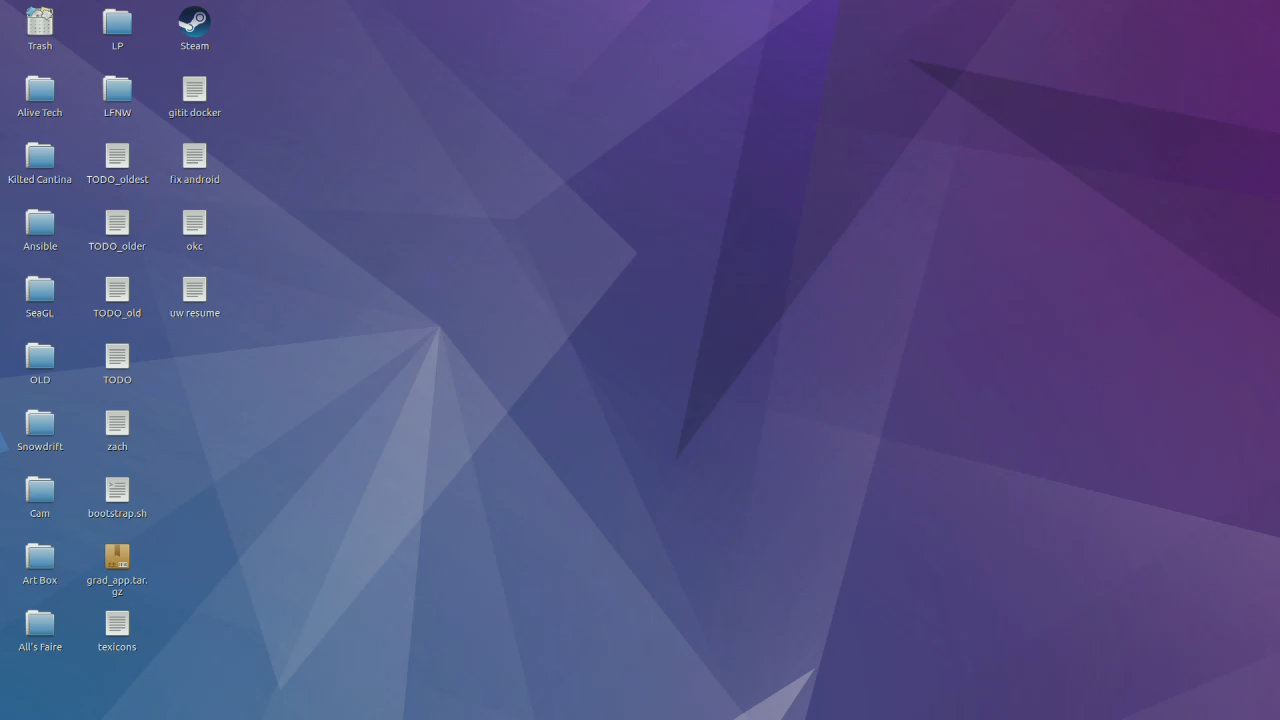 Trash
LP
Steam
Alive Tech
LFNW
gitit docker
Kilted Cantina
TODO_oldest
fix android
Ansible
TODO_older
okc
SeaGL
TODO_old
uw resume
OLD
TODO
Snowdrift
zach
Cam
bootstrap.sh
Art Box
grad_app.tar.
gz
All's Faire
texicons